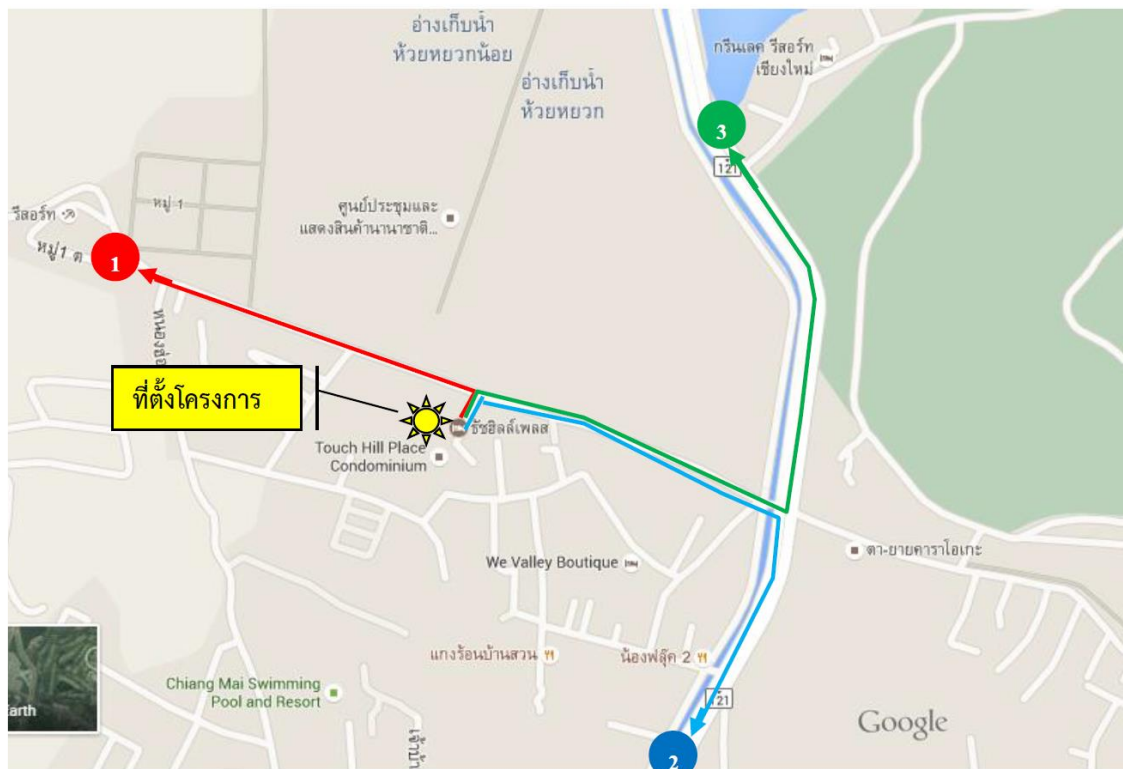 อ่างเก็บน้ำ
ห้วยหยวกน้อย
อ่างเก็บน้ำ
ห้วยหยวก
กรีนเลค รีสอร์ท
เชียงใหม่
3
121
หมู่ 1
ศูนย์ประชุมและ
แสดงสินค้านานาชาติ...
รีสอร์ท
หมู่1 ต
1
ที่ตั้งโครงการ
ธัชฮิลล์เพลส
Touch Hill Place
Condominium
We Valley Boutique
ตา-ยายคาราโอเกะ
แกงร้อนบ้านสวน
น้องฟลุ๊ค 2
Chiang Mai Swimming
Pool and Resort
121
Google
arth
2